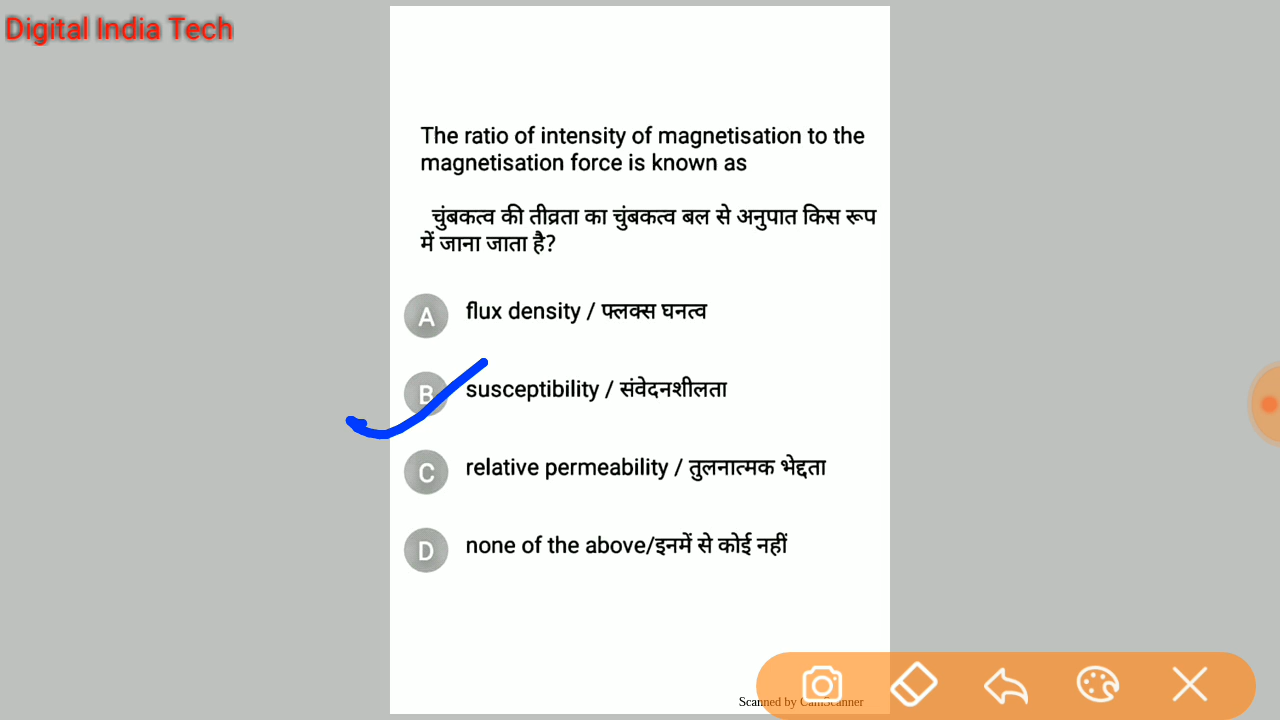 Digital India Tech
The ratio of intensity of magnetisation to the
magnetisation force is known as
चुंबकत्व की तीव्रता का चुंबकत्व बल से अनुपात किस रूप
में जाना जाता है?
A flux density / फ्लक्स घनत्व
B susceptibility / संवेदनशीलता
C relative permeability / तुलनात्मक भेद्दता
D none of the above/इनमें से कोई नहीं
Scanned by CamScanner